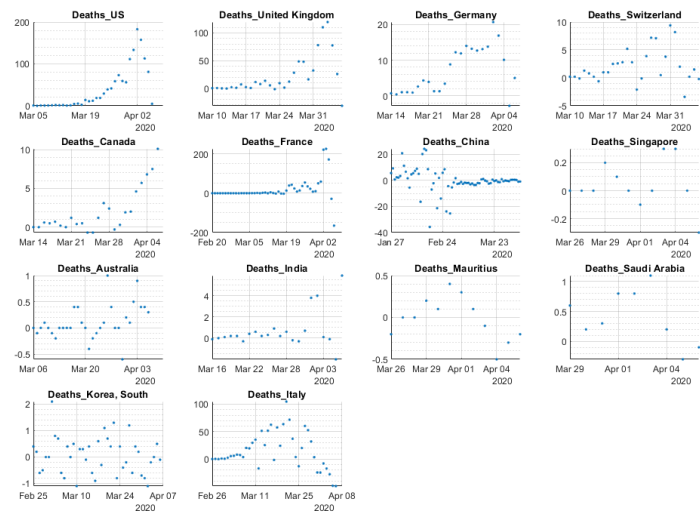 Deaths_US
200
100
0
Mar 05 Mar 19 Apr 02
2020
Deaths_United Kingdom
100
50
0
Mar 10 Mar 17 Mar 24 Mar 31
2020
Deaths_Germany
20
10
0
Mar 14 Mar 21 Mar 28 Apr 04
2020
Deaths_Switzerland
10
5
0
-5
Mar 10 Mar 17 Mar 24 Mar 31
2020
Deaths_Canada
10
5
0
Mar 14 Mar 21 Mar 28 Apr 04
2020
Deaths_France
200
0
-200
Feb 20 Mar 05 Mar 19 Apr 02
2020
Deaths_China
20
0
-20
-40
Jan 27 Feb 24 Mar 23
2020
Deaths_Singapore
0.2
0
-0.2
Mar 26 Mar 29 Apr 01 Apr 04
2020
Deaths_Australia
1
0.5
0
-0.5
Mar 06 Mar 20 Apr 03
2020
Deaths_India
4
2
0
Mar 16 Mar 22 Mar 28 Apr 03
2020
Deaths_Mauritius
0.5
0
-0.5
Mar 26 Mar 29 Apr 01 Apr 04
2020
Deaths_Saudi Arabia
1
0.5
0
Mar 29 Apr 01 Apr 04
2020
Deaths_Korea, South
2
1
0
-1
Feb 25 Mar 10 Mar 24 Apr 07
2020
Deaths_Italy
100
50
0
Feb 26 Mar 11 Mar 25 Apr 08
2020